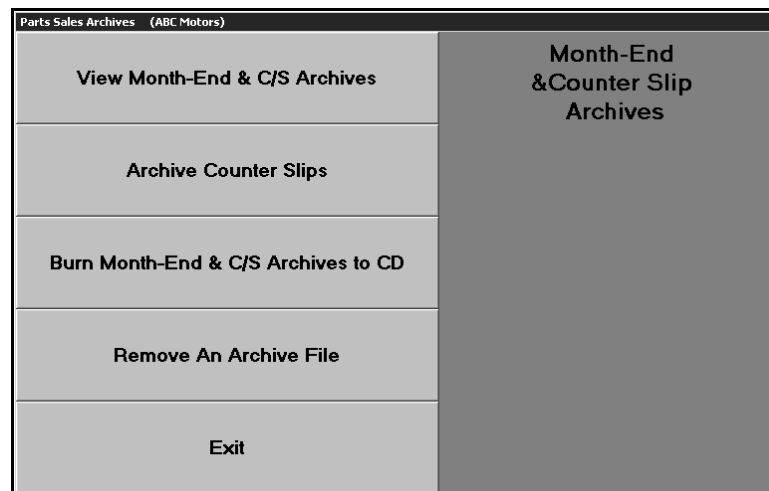 Parts Sales Archives (ABC Motors)
View Month-End & C/S Archives
Archive Counter Slips
Burn Month-End & C/S Archives to CD
Remove An Archive File
Exit
Month-End
&Counter Slip
Archives